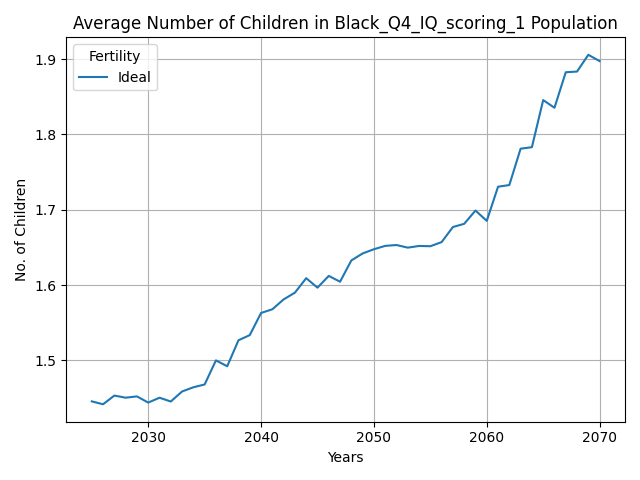 Average Number of Children in Black_Q4_IQ_scoring_1 Population
Fertility
Ideal
No. of Children
1.9
1.8
1.7
1.6
1.5
2030 2040 2050 2060 2070
Years